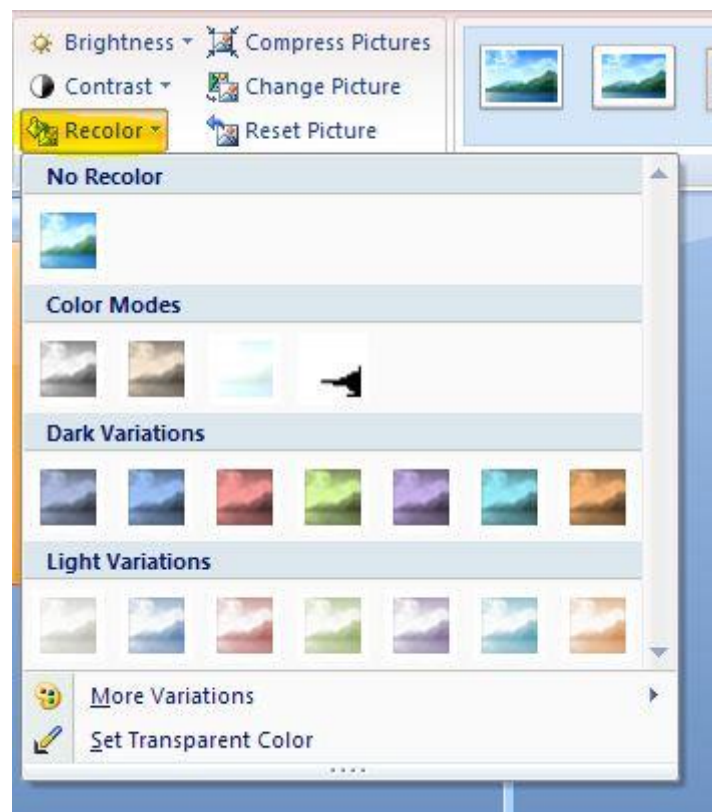 Brightness Compress Pictures
Contrast Change Picture
Recolor Reset Picture
No Recolor
Color Modes
Dark Variations
Light Variations
More Variations
Set Transparent Color